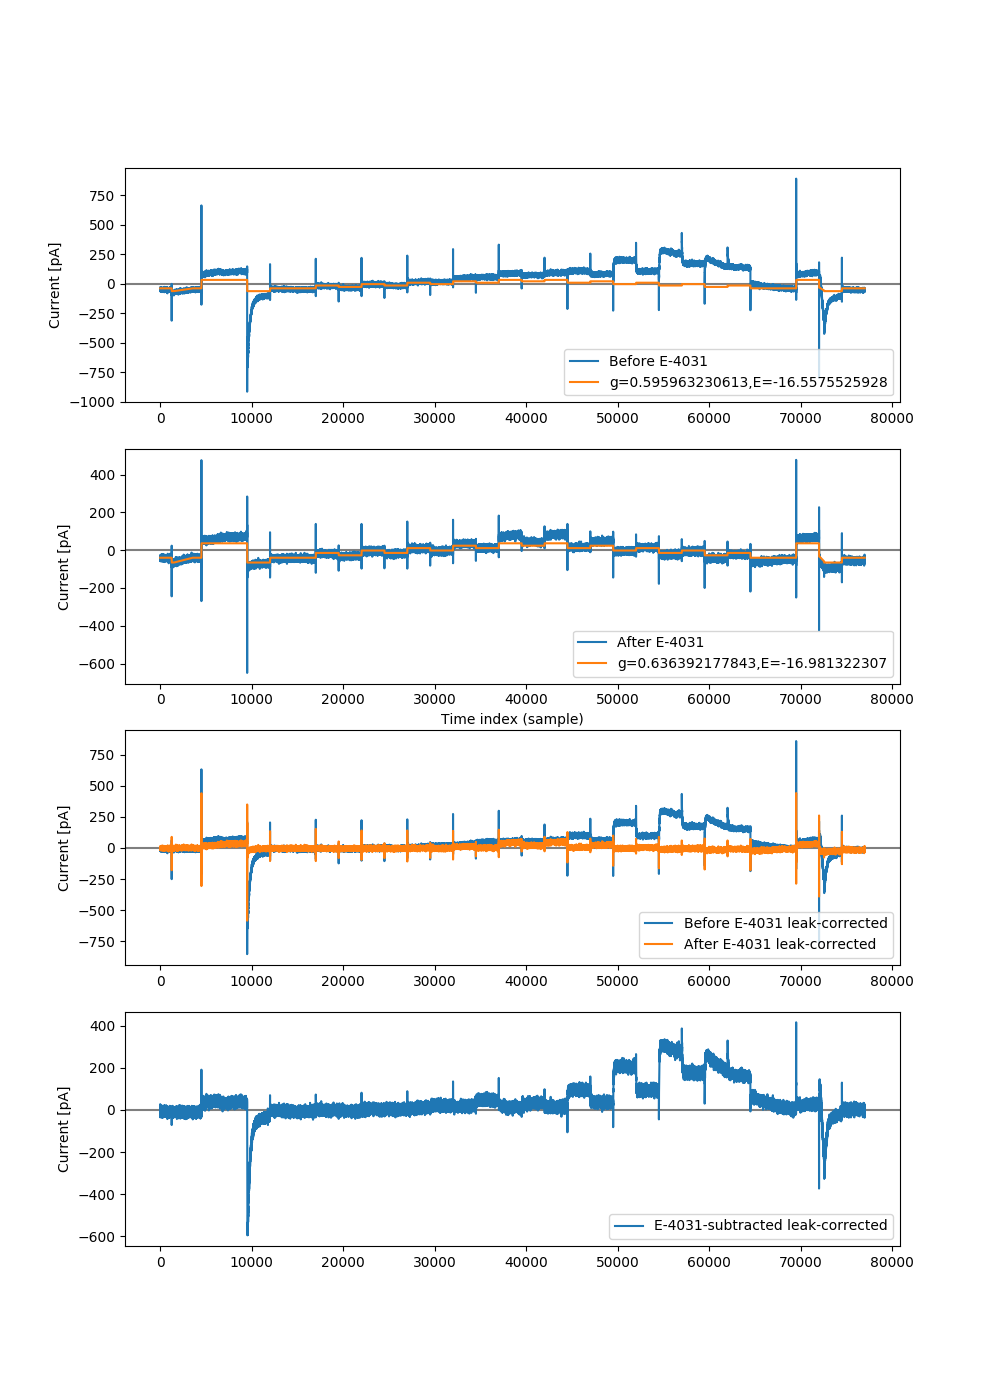 750
500
250
0
−250
−500
−750
−1000
Current [pA]
Before E-4031
g=0.595963230613,E=-16.5575525928
0 10000 20000 30000 40000 50000 60000 70000 80000
400
200
0
−200
−400
−600
Current [pA]
After E-4031
g=0.636392177843,E=-16.981322307
0 10000 20000 30000 40000 50000 60000 70000 80000
Time index (sample)
750
500
250
0
−250
−500
−750
Current [pA]
Before E-4031 leak-corrected
After E-4031 leak-corrected
0 10000 20000 30000 40000 50000 60000 70000 80000
400
200
0
−200
−400
−600
Current [pA]
E-4031-subtracted leak-corrected
0 10000 20000 30000 40000 50000 60000 70000 80000